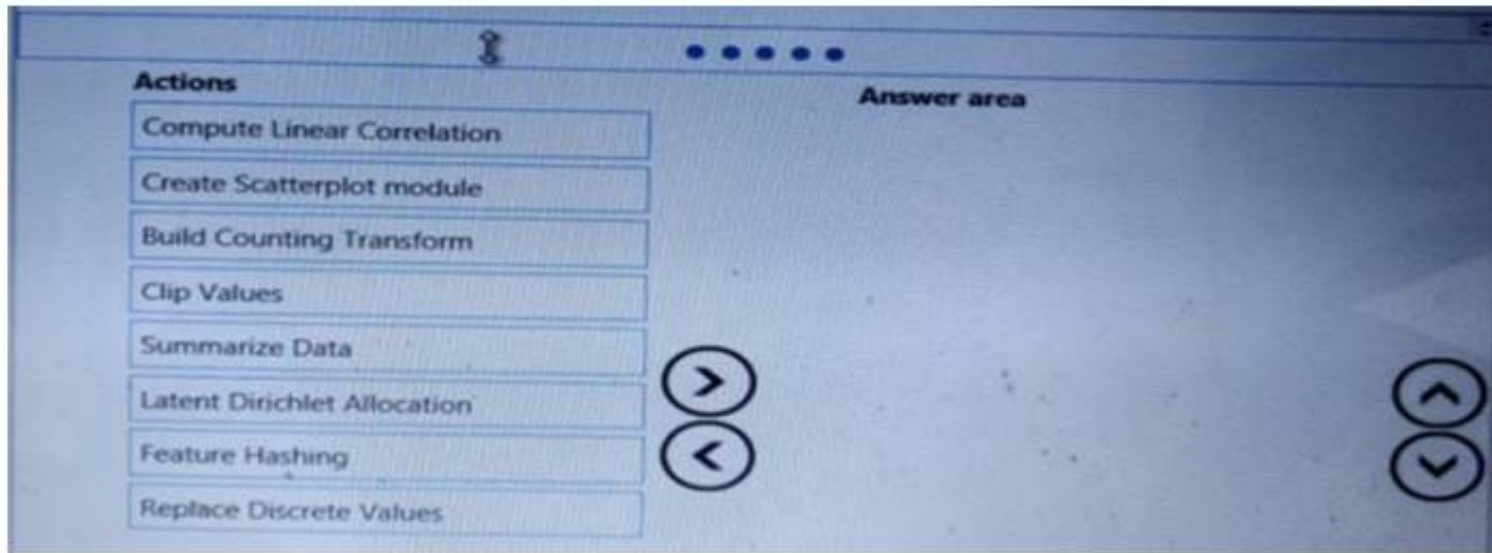 Actions
Answer area
Compute Linear Correlation
Create Scatterplot module
Build Counting Transform
Clip Values
Summarize Data
Latent Dirichlet Allocation
Feature Hashing
Replace Discrete Values